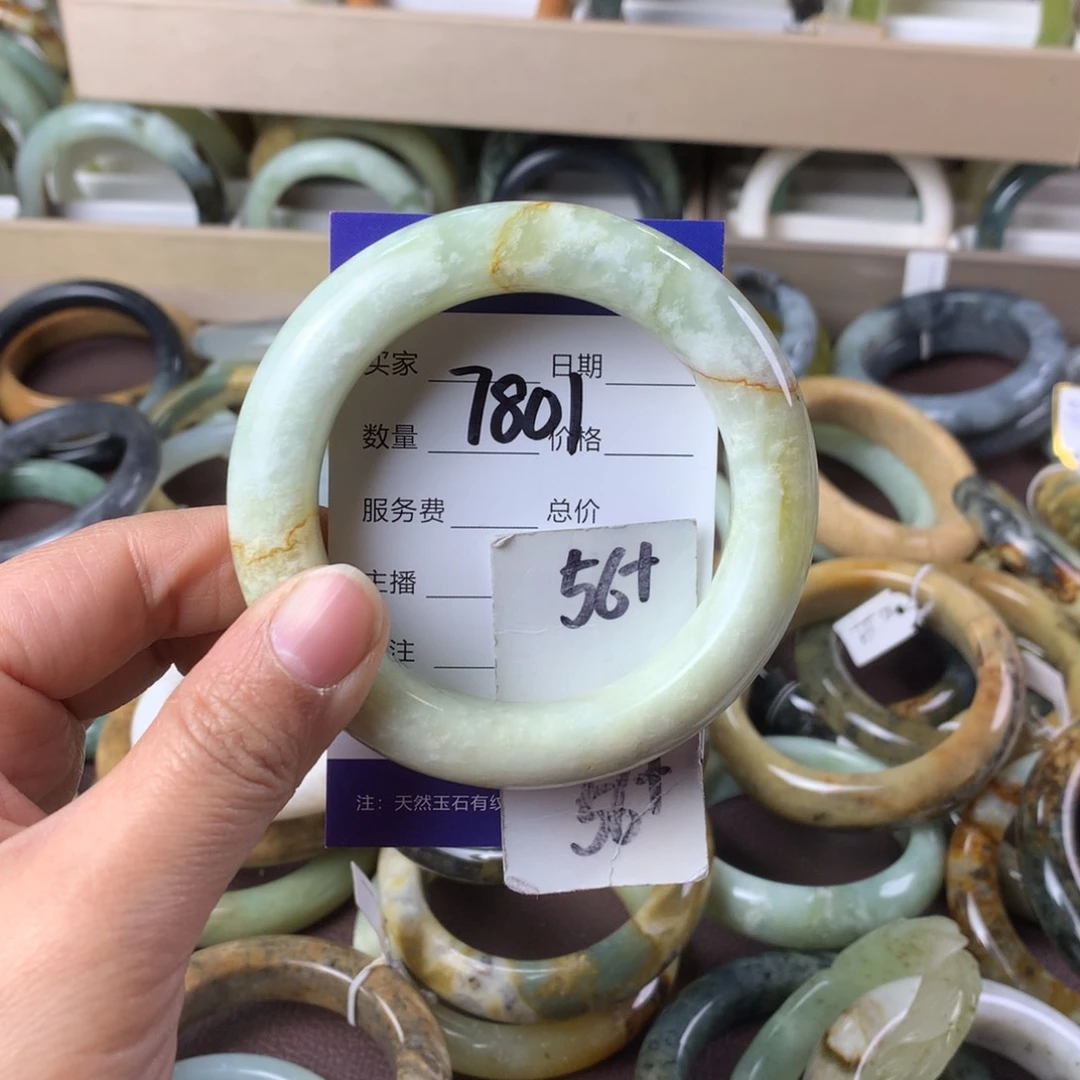 买家 日期
7801
数量 价格
服务费 总价
56+
主播
注
注：天然玉石有纹
56+